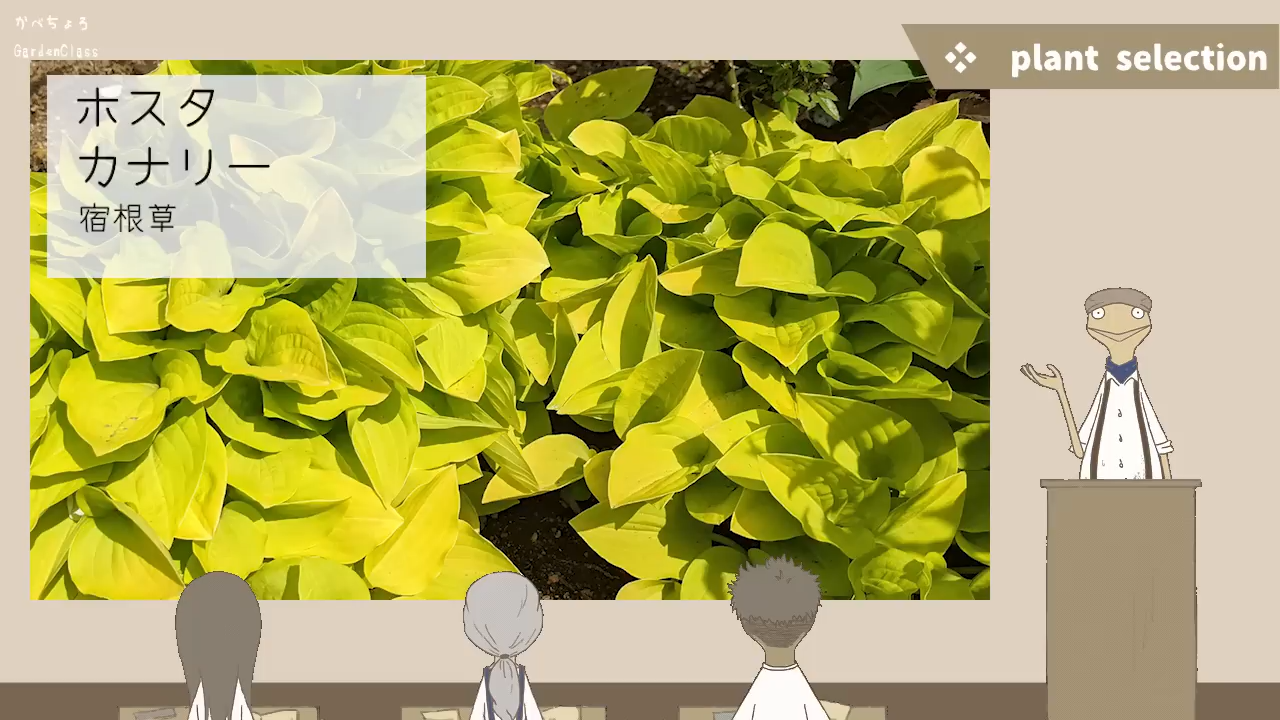 かべちょろ
GardenClass
plant selection
ホスタ
カナリー
宿根草